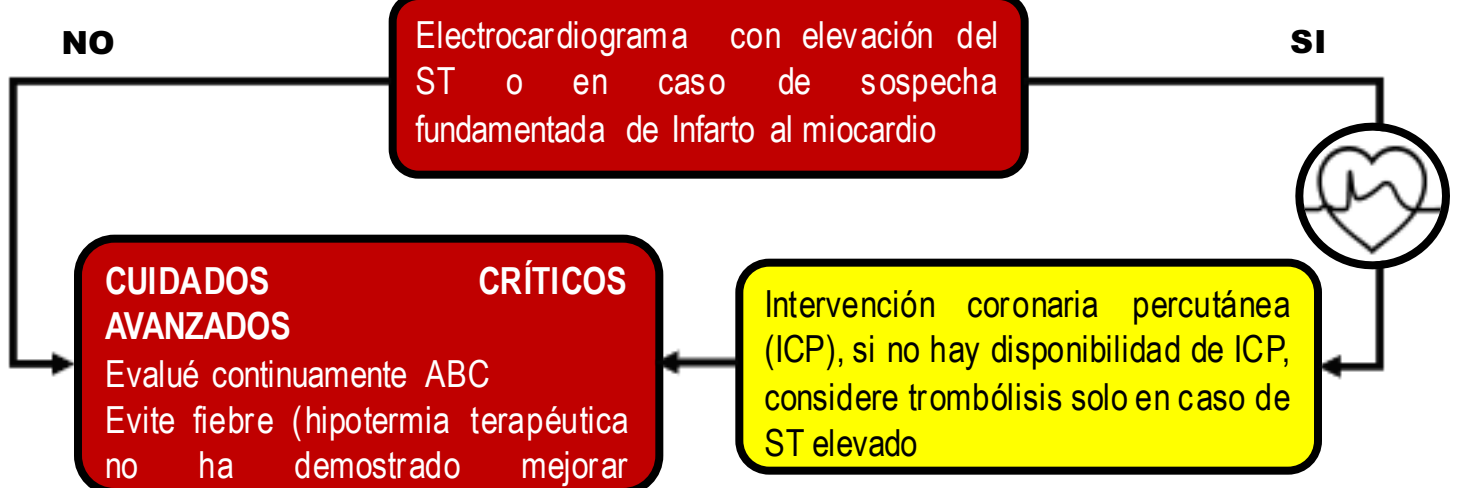 NO
Electrocardiograma con elevación del
ST o en caso de sospecha
fundamentada de Infarto al miocardio
SI
CUIDADOS CRÍTICOS
AVANZADOS
Evalué continuamente ABC
Evite fiebre (hipotermia terapéutica
no ha demostrado mejorar
Intervención coronaria percutánea
(ICP), si no hay disponibilidad de ICP,
considere trombólisis solo en caso de
ST elevado